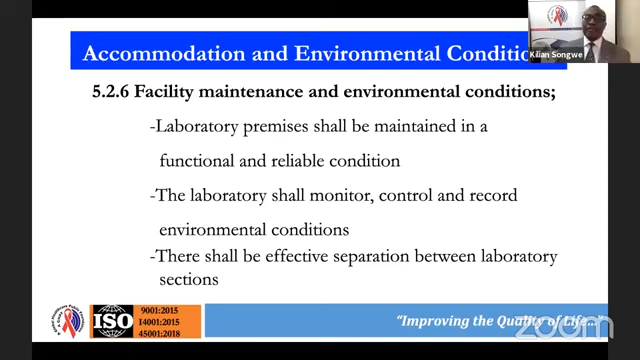 Accommodation and Environmental Condition
Kilian Songwe
5.2.6 Facility maintenance and environmental conditions;
-Laboratory premises shall be maintained in a
functional and reliable condition
-The laboratory shall monitor, control and record
environmental conditions
-There shall be effective separation between laboratory
sections
ISO
9001:2015
14001:2015
45001:2018
“Improving the Quality of Life...”
zoom